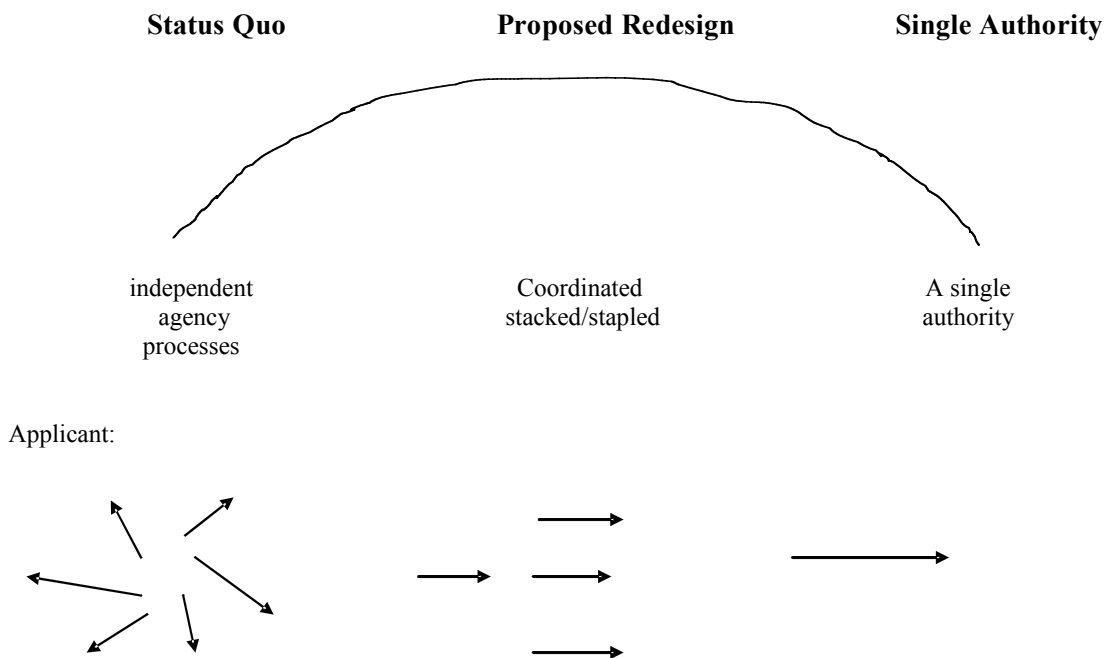 Status Quo Proposed Redesign Single Authority
independent
agency
processes
Coordinated
stacked/stapled
A single
authority
Applicant: